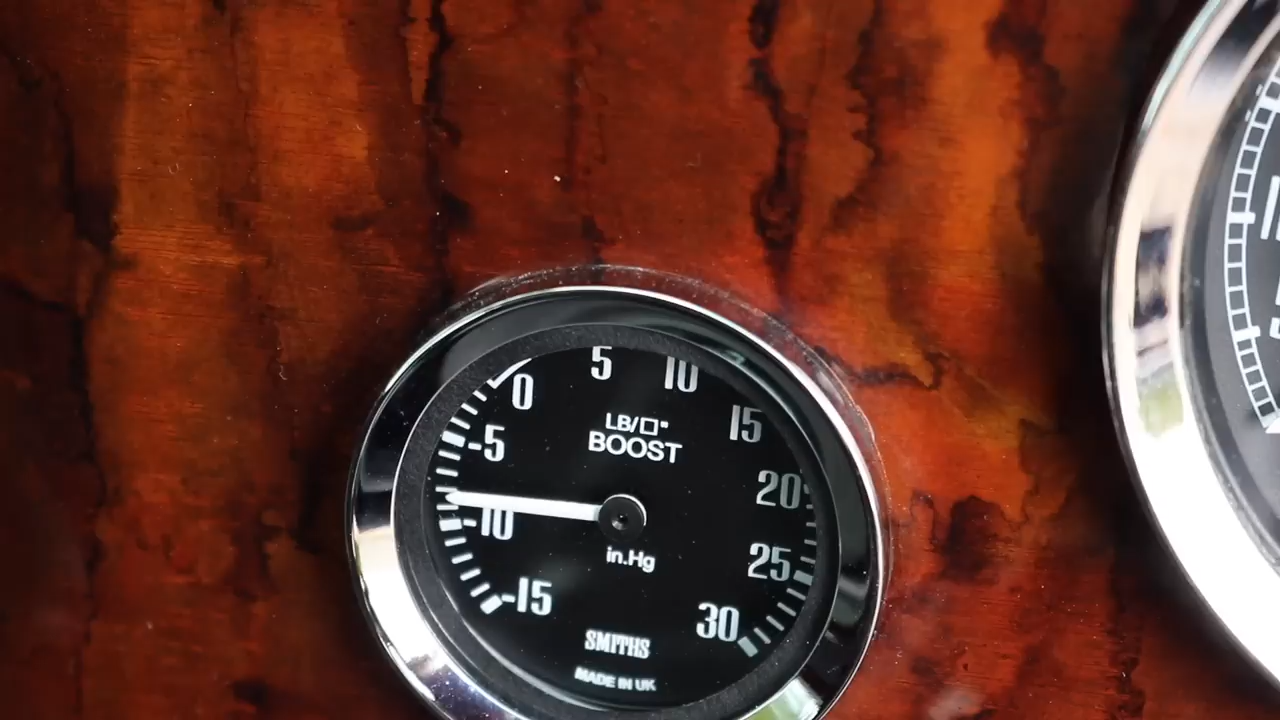 5 10
0 15
LB/□"
BOOST
-5 20
-10
in.Hg 25
-15 30
SMITHS
MADE IN UK